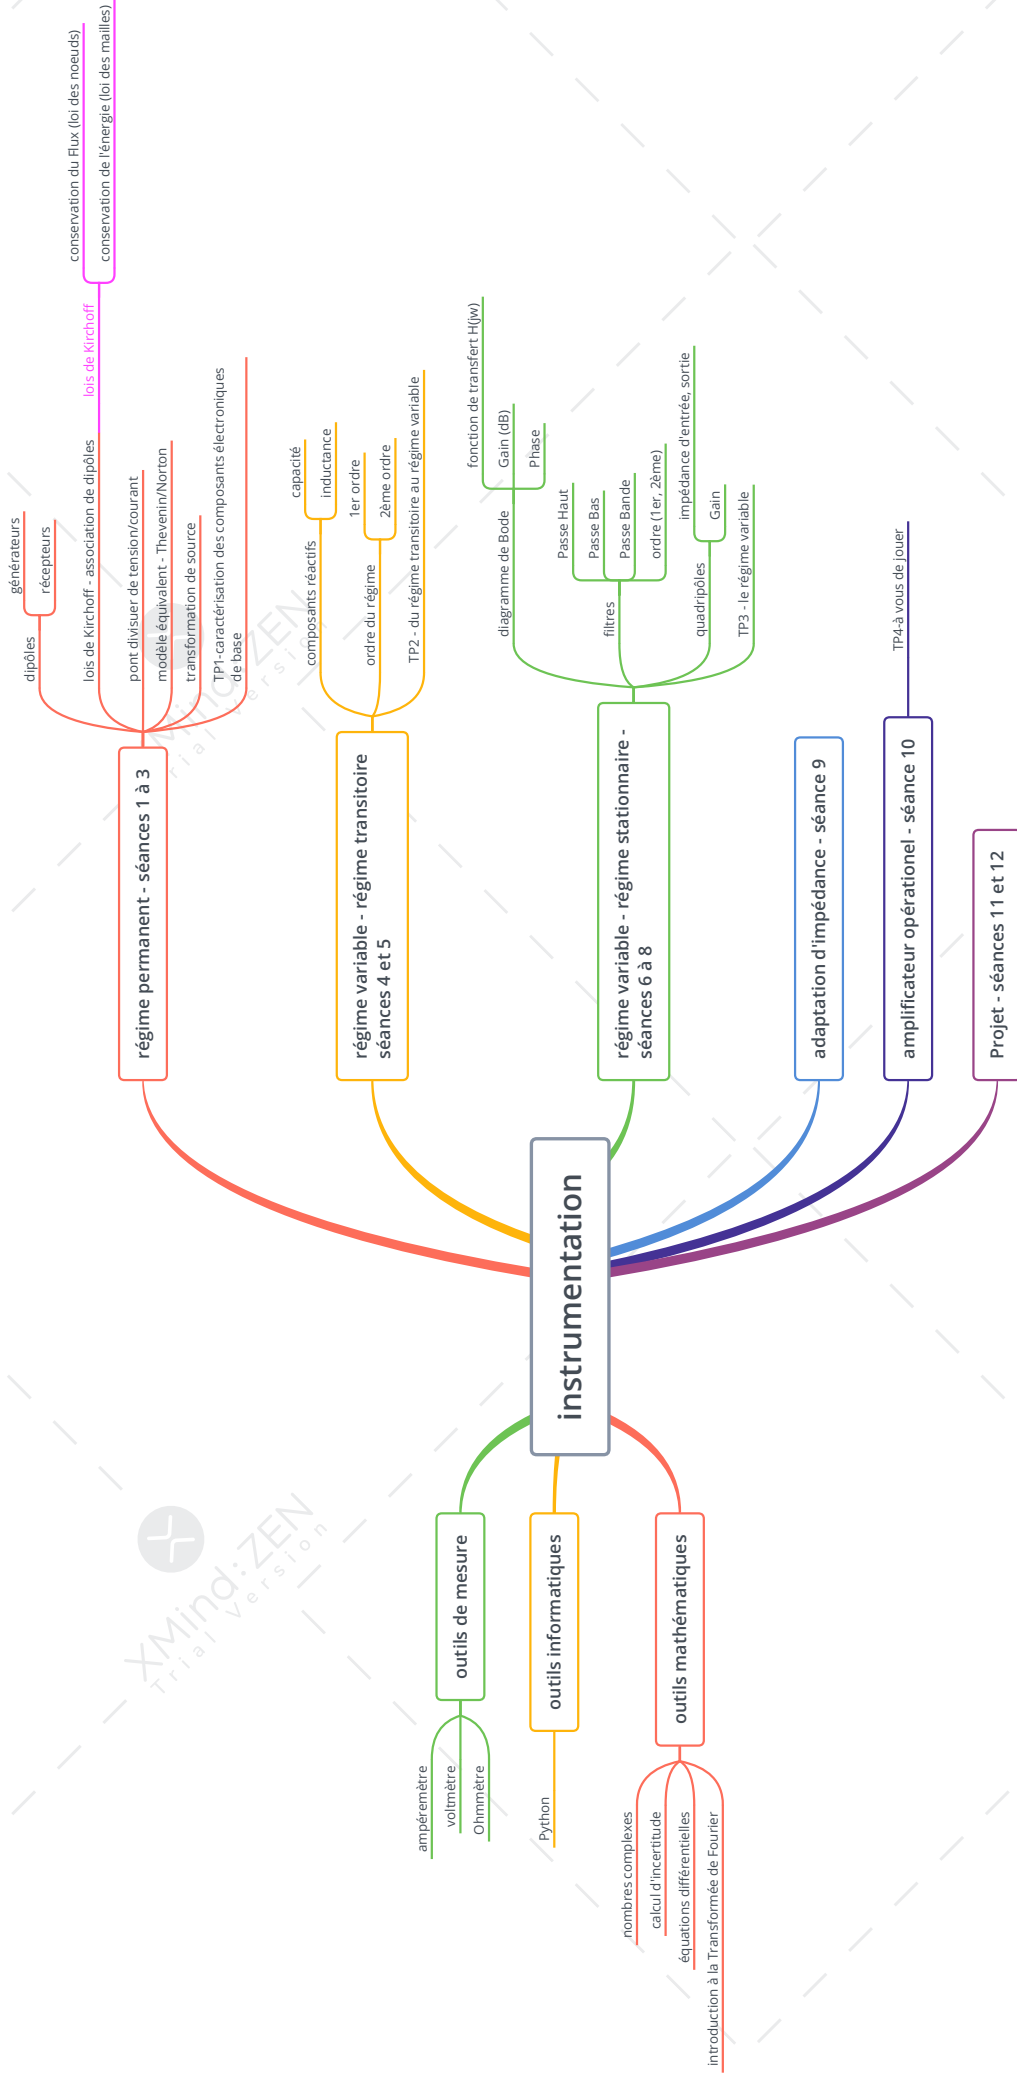 instrumentation
régime permanent - séances 1 à 3
dipôles
générateurs
récepteurs
lois de Kirchoff - association de dipôles
lois de Kirchoff
conservation du Flux (loi des noeuds)
conservation de l'énergie (loi des mailles)
pont divisuer de tension/courant
modèle équivalent - Thevenin/Norton
transformation de source
TP1-caractérisation des composants électroniques
de base
régime variable - régime transitoire
séances 4 et 5
composants réactifs
capacité
inductance
ordre du régime
1er ordre
2ème ordre
TP2 - du régime transitoire au régime variable
régime variable - régime stationnaire -
séances 6 à 8
diagramme de Bode
fonction de transfert H(jw)
Gain (dB)
Phase
filtres
Passe Haut
Passe Bas
Passe Bande
ordre (1er, 2ème)
quadripôles
impédance d'entrée, sortie
Gain
TP3 - le régime variable
adaptation d'impédance - séance 9
amplificateur opérationel - séance 10
TP4-à vous de jouer
Projet - séances 11 et 12
outils de mesure
ampéremètre
voltmètre
Ohmmètre
outils informatiques
Python
outils mathématiques
nombres complexes
calcul d'incertitude
équations différentielles
introduction à la Transformée de Fourier
XMind:ZEN
Trial Version
XMind:ZEN
Trial Version